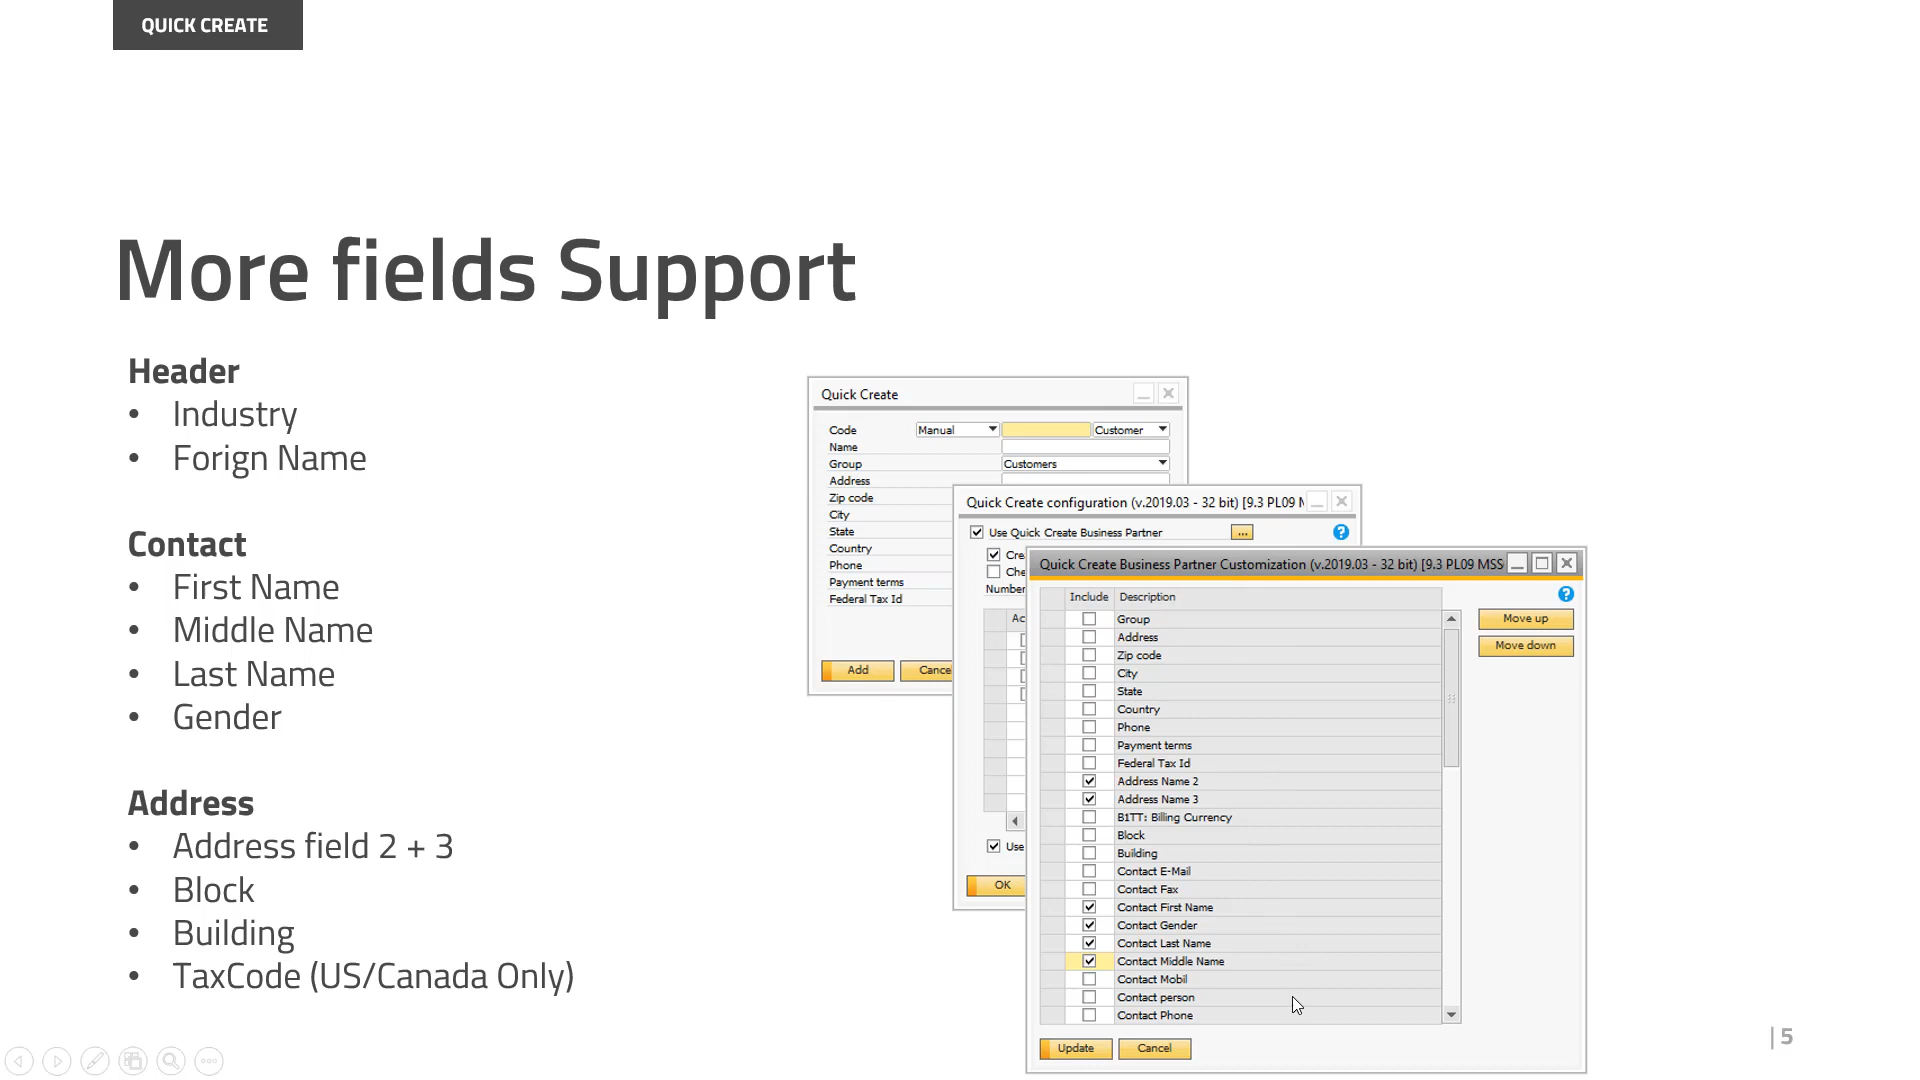 QUICK CREATE
More fields Support
Header
• Industry
• Forign Name
Contact
• First Name
• Middle Name
• Last Name
• Gender
Address
• Address field 2 + 3
• Block
• Building
• TaxCode (US/Canada Only)
Quick Create
Code Manual Customer
Name
Group Customers
Address
Zip code
City
State
Country
Phone
Payment terms
Federal Tax Id
Add Cance
Quick Create configuration (v.2019.03 - 32 bit) [9.3 PL09 M
Use Quick Create Business Partner ...
Cre
Che
Number
Ac
Use
OK
Quick Create Business Partner Customization (v.2019.03 - 32 bit) [9.3 PL09 MSS
Include Description
Group
Address
Zip code
City
State
Country
Phone
Payment terms
Federal Tax Id
Address Name 2
Address Name 3
B1TT: Billing Currency
Block
Building
Contact E-Mail
Contact Fax
Contact First Name
Contact Gender
Contact Last Name
Contact Middle Name
Contact Mobil
Contact person
Contact Phone
Move up
Move down
Update Cancel
| 5